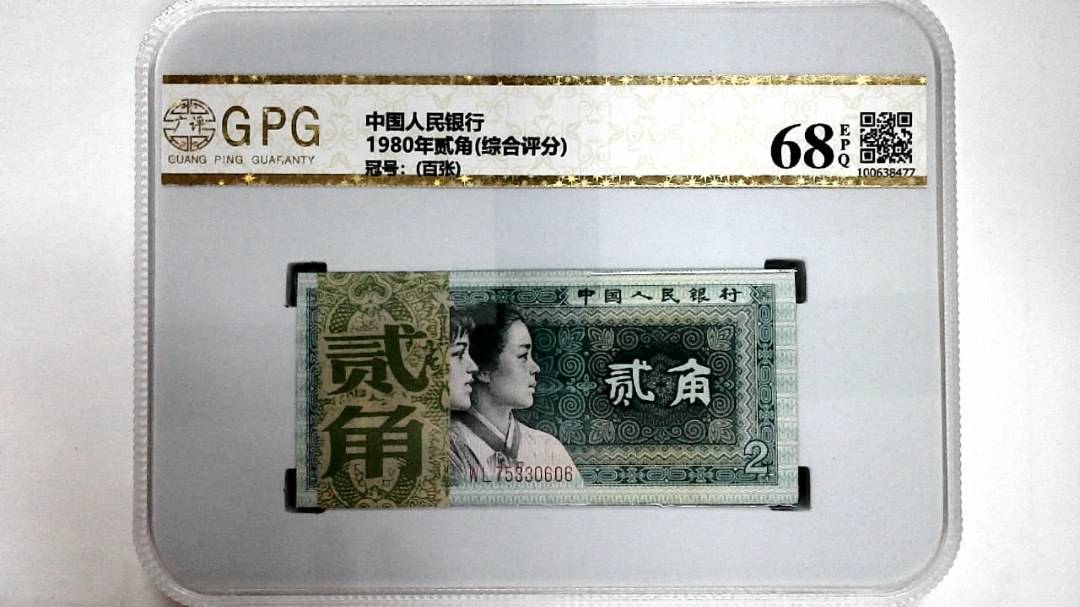 广评
GPG
GUANG PING GUARANTY
中国人民银行
1980年贰角(综合评分)
冠号：(百张)
68
EPQ
100638477
贰
角
中国人民银行
贰角
2
WL75330606